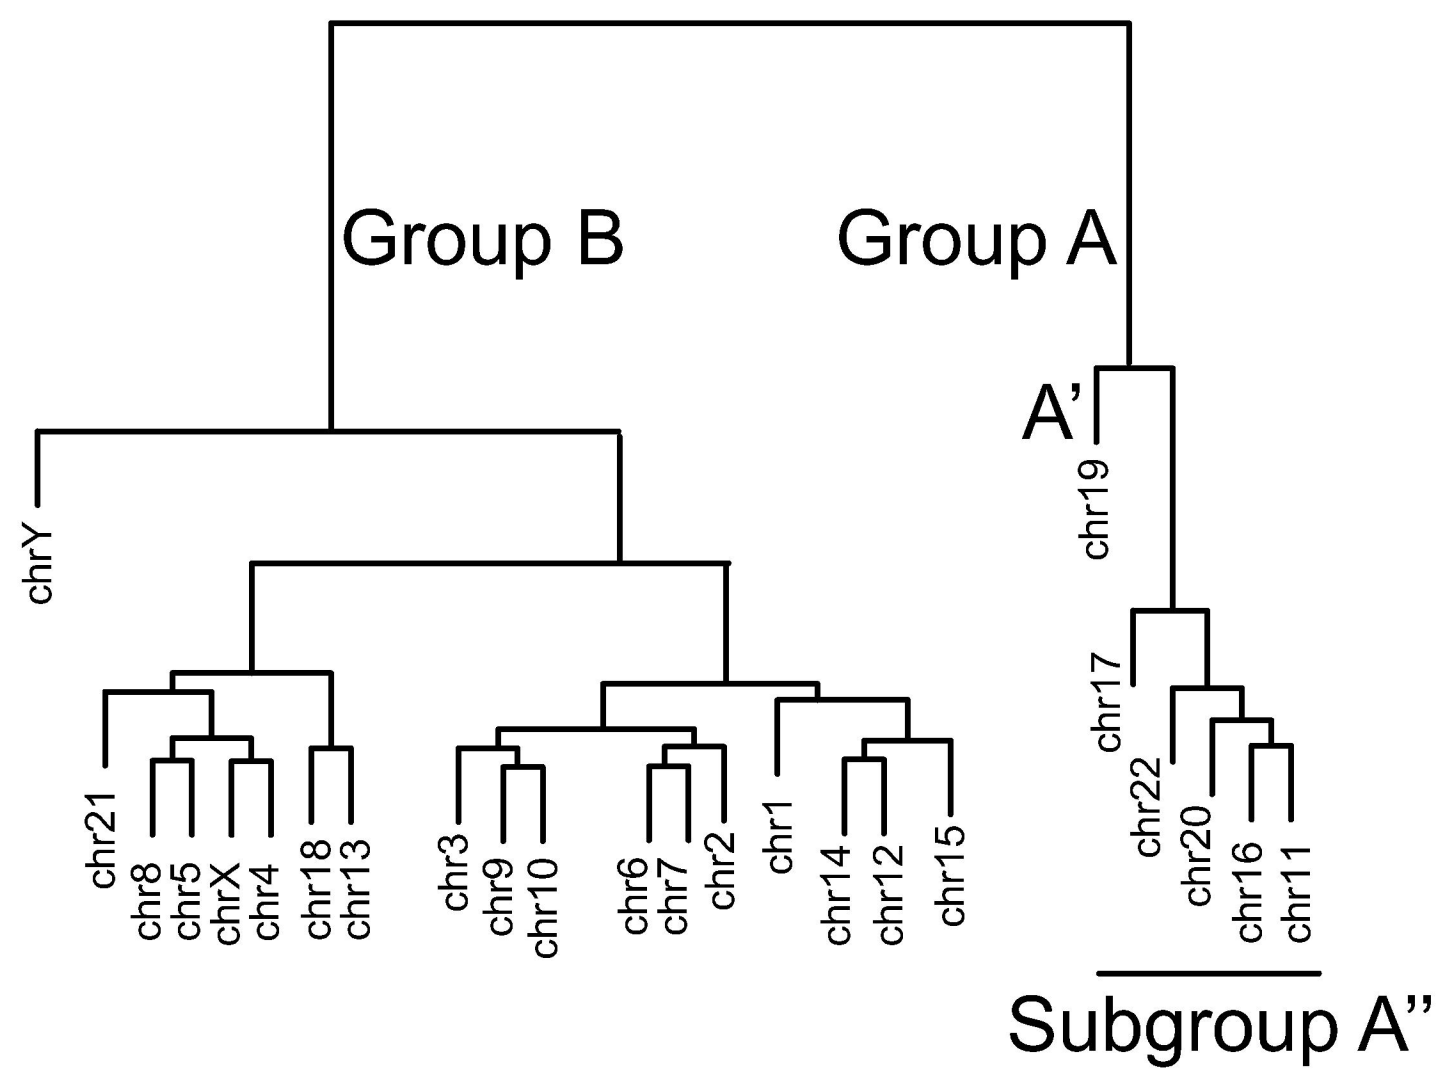 Group B
Group A
A’
chr19
chrY
chr17
chr22
chr21
chr20
chr1
chr3
chr2
chr15
chr8
chr5
chrX
chr4
chr18
chr13
chr9
chr10
chr6
chr7
chr14
chr12
chr16
chr11
Subgroup A’’